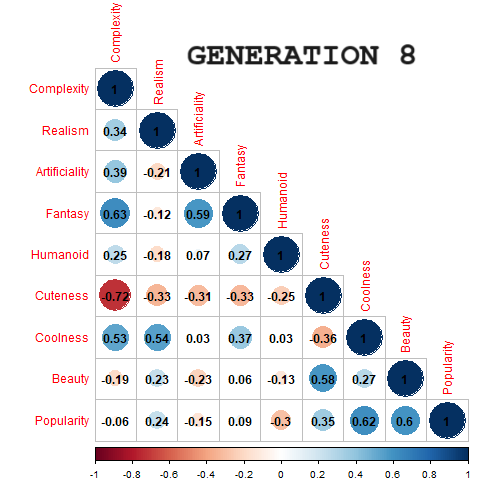 GENERATION 8
Complexity Realism Artificiality Fantasy Humanoid Cuteness Coolness Beauty Popularity
Complexity 1
Realism 0.34 1
Artificiality 0.39 -0.21 1
Fantasy 0.63 -0.12 0.59 1
Humanoid 0.25 -0.18 0.07 0.27 1
Cuteness -0.72 -0.33 -0.31 -0.33 -0.25 1
Coolness 0.53 0.54 0.03 0.37 0.03 -0.36 1
Beauty -0.19 0.23 -0.23 0.06 -0.13 0.58 0.27 1
Popularity -0.06 0.24 -0.15 0.09 -0.3 0.35 0.62 0.6 1
-1 -0.8 -0.6 -0.4 -0.2 0 0.2 0.4 0.6 0.8 1